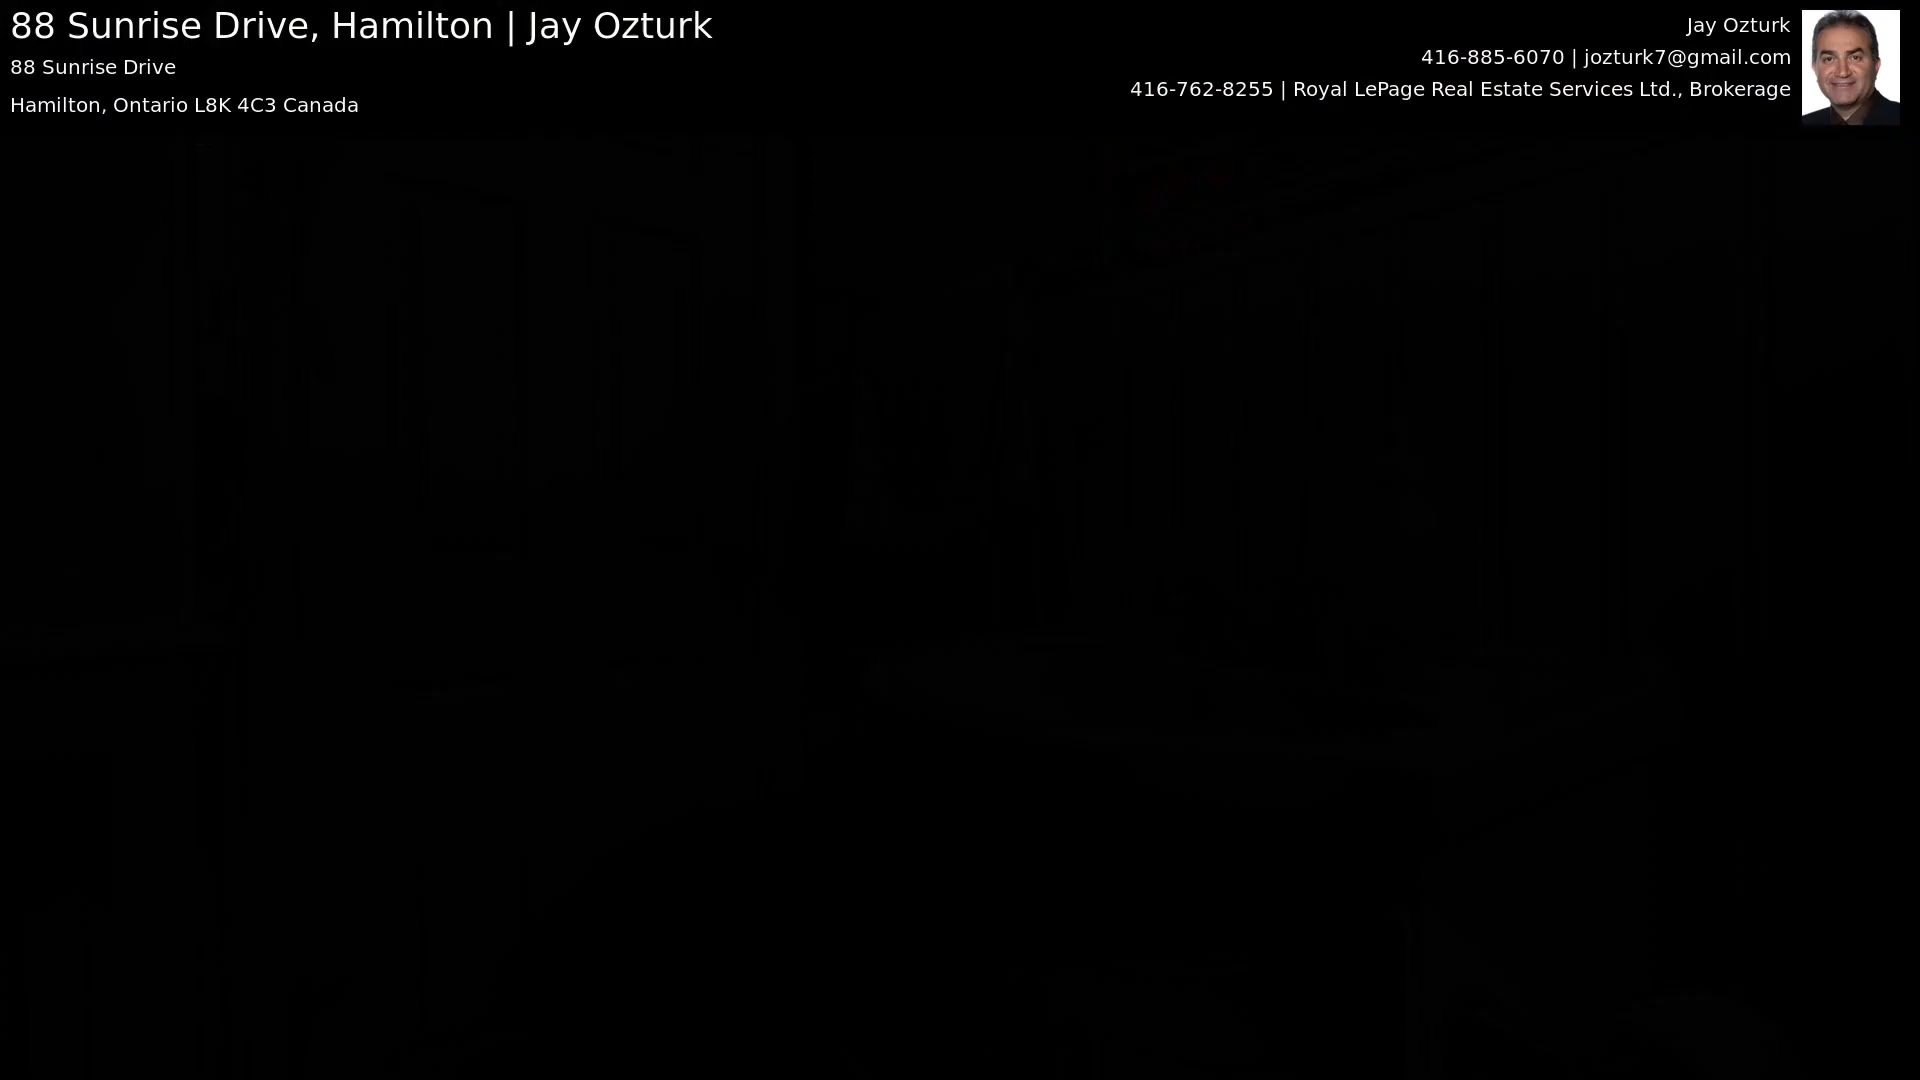 88 Sunrise Drive, Hamilton | Jay Ozturk
88 Sunrise Drive
Hamilton, Ontario L8K 4C3 Canada
Jay Ozturk
416-885-6070 | jozturk7@gmail.com
416-762-8255 | Royal LePage Real Estate Services Ltd., Brokerage